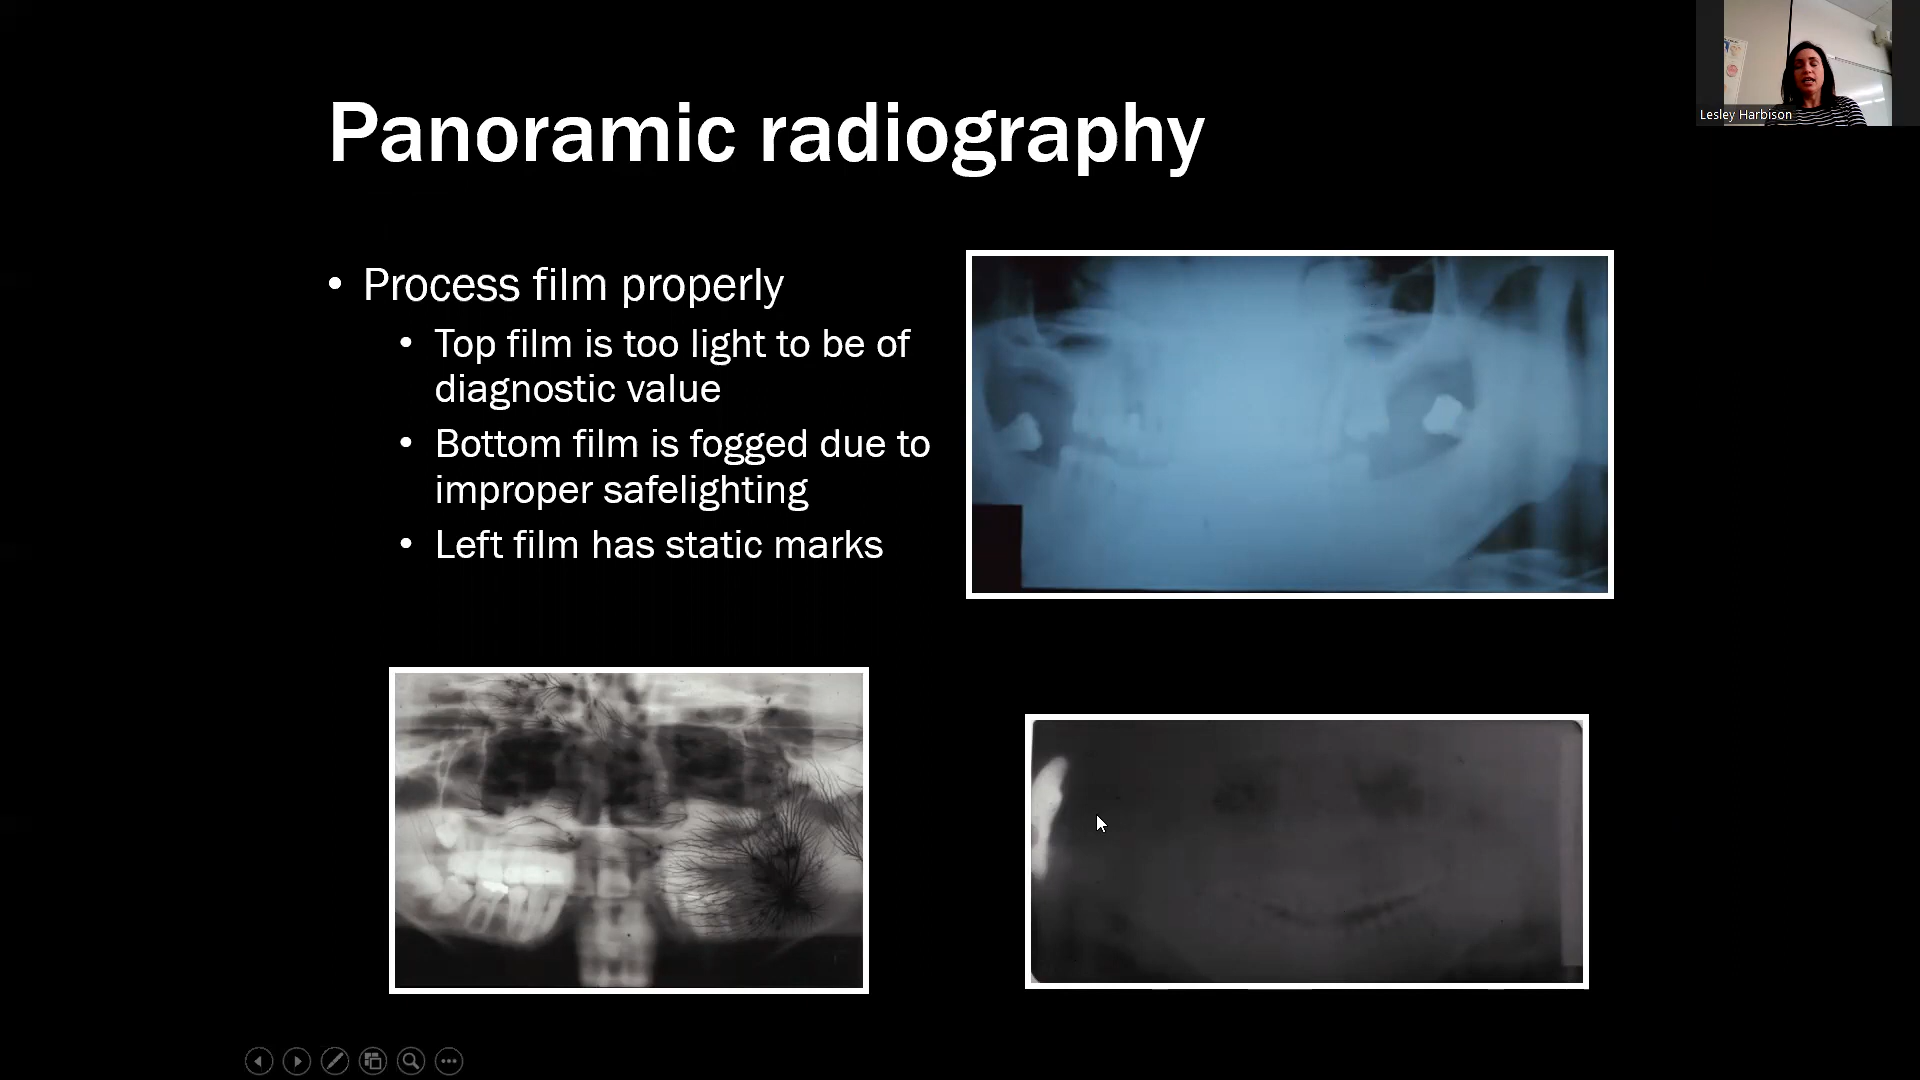 Panoramic radiography
• Process film properly
• Top film is too light to be of
diagnostic value
• Bottom film is fogged due to
improper safelighting
• Left film has static marks
Lesley Harbison